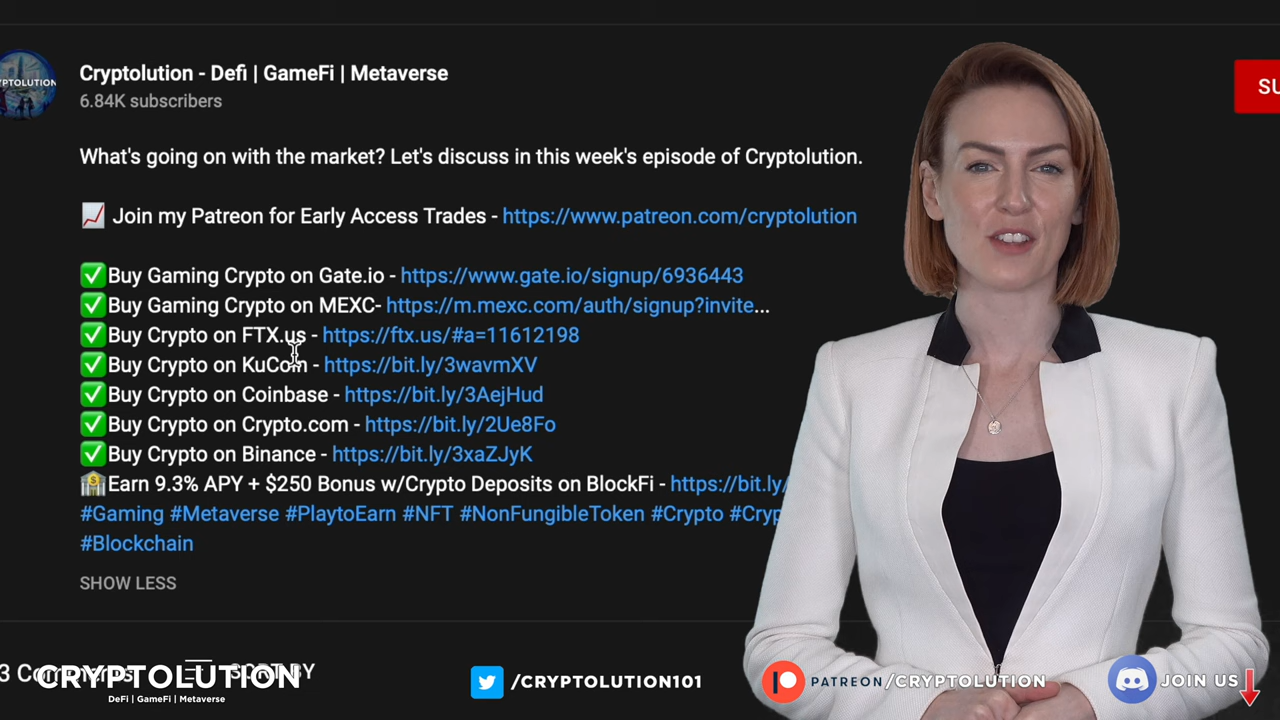 Cryptolution - Defi | GameFi | Metaverse
6.84K subscribers
SU
What's going on with the market? Let's discuss in this week's episode of Cryptolution.
Join my Patreon for Early Access Trades - https://www.patreon.com/cryptolution
Buy Gaming Crypto on Gate.io - https://www.gate.io/signup/6936443
Buy Gaming Crypto on MEXC- https://m.mexc.com/auth/signup?invite...
Buy Crypto on FTX.us - https://ftx.us/#a=11612198
Buy Crypto on KuCoin - https://bit.ly/3wavmXV
Buy Crypto on Coinbase - https://bit.ly/3AejHud
Buy Crypto on Crypto.com - https://bit.ly/2Ue8Fo
Buy Crypto on Binance - https://bit.ly/3xaZJyK
Earn 9.3% APY + $250 Bonus w/Crypto Deposits on BlockFi - https://bit.ly/
#Gaming #Metaverse #PlaytoEarn #NFT #NonFungibleToken #Crypto #Cryp
#Blockchain
SHOW LESS
3 Comments SORT BY
CRYPTOLUTION
DeFi | GameFi | Metaverse
/CRYPTOLUTION101
PATREON/CRYPTOLUTION
JOIN US